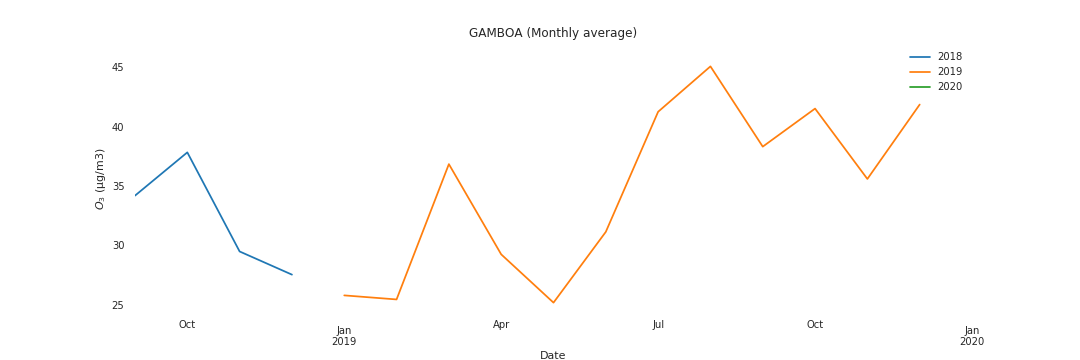 GAMBOA (Monthly average)
2018
2019
2020
45
40
35
30
25
O3 (µg/m3)
Oct
Jan
2019
Apr
Jul
Oct
Jan
2020
Date